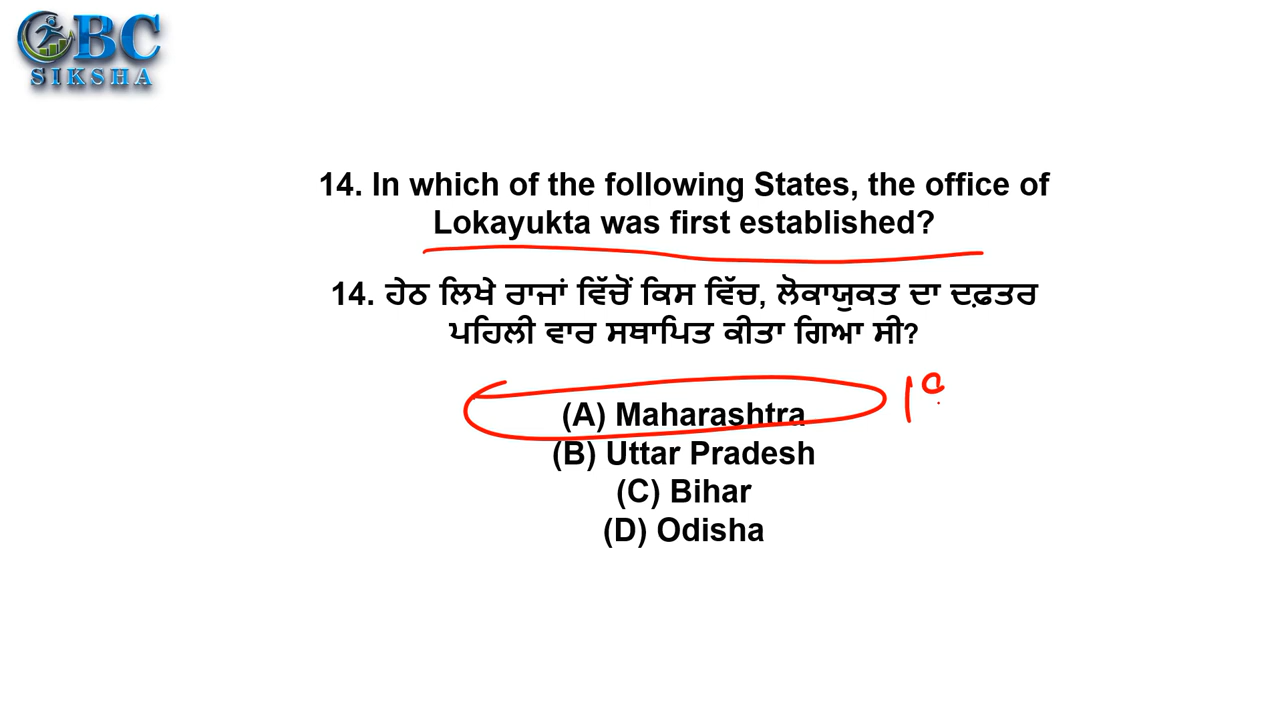 BC
SIKSHA
14. In which of the following States, the office of
Lokayukta was first established?
14. ਹੇਠ ਲਿਖੇ ਰਾਜਾਂ ਵਿੱਚੋਂ ਕਿਸ ਵਿੱਚ, ਲੋਕਾਯੁਕਤ ਦਾ ਦਫ਼ਤਰ
ਪਹਿਲੀ ਵਾਰ ਸਥਾਪਿਤ ਕੀਤਾ ਗਿਆ ਸੀ?
(A) Maharashtra
(B) Uttar Pradesh
(C) Bihar
(D) Odisha